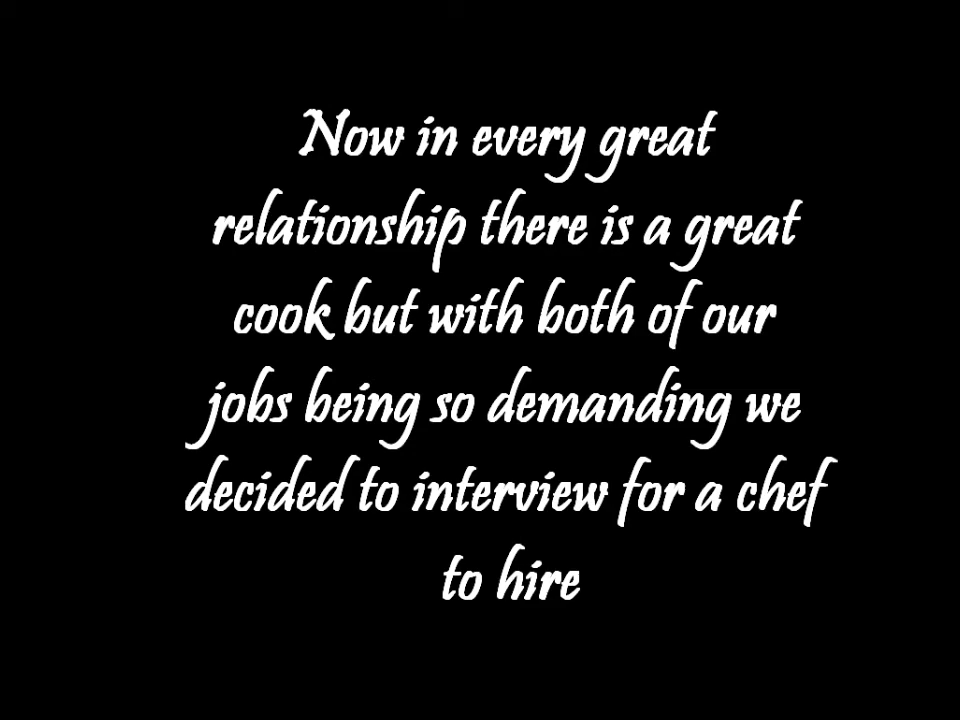 Now in every great
relationship there is a great
cook but with both of our
jobs being so demanding we
decided to interview for a chef
to hire